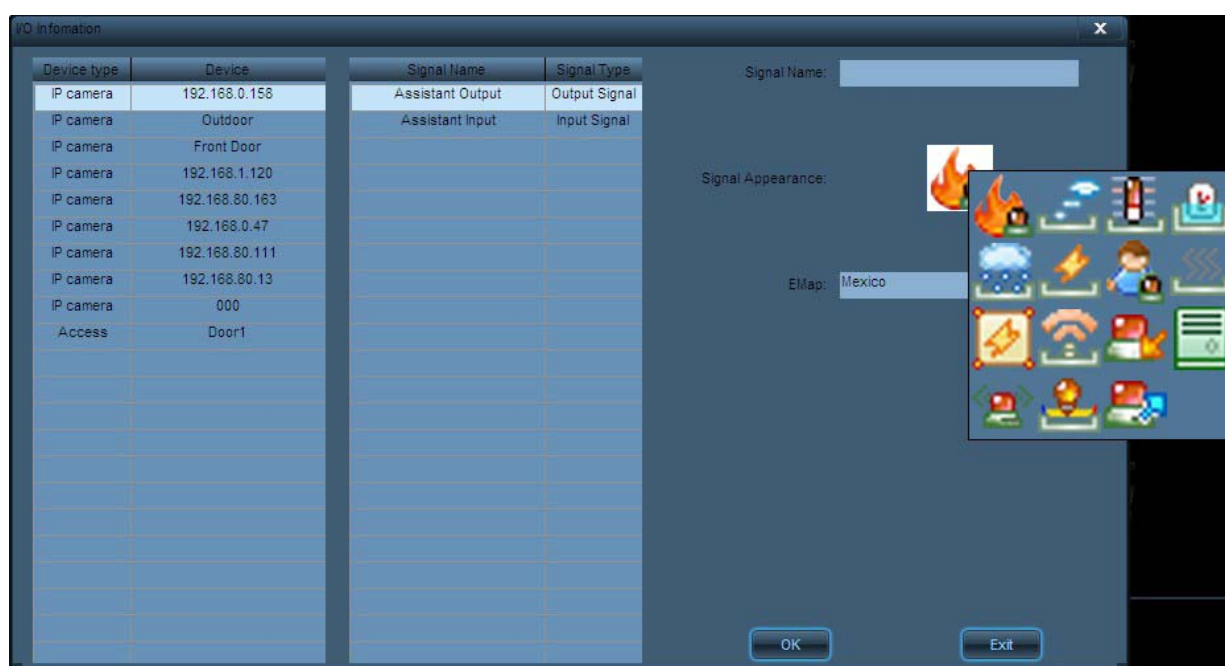 I/O Infomation
X
Device type Device Signal Name Signal Type Signal Name:
IP camera 192.168.0.158 Assistant Output Output Signal
IP camera Outdoor Assistant Input Input Signal
IP camera Front Door
IP camera 192.168.1.120 Signal Appearance:
IP camera 192.168.80.163
IP camera 192.168.0.47
IP camera 192.168.80.111
IP camera 192.168.80.13 EMap: Mexico
IP camera 000
Access Door1
OK Exit